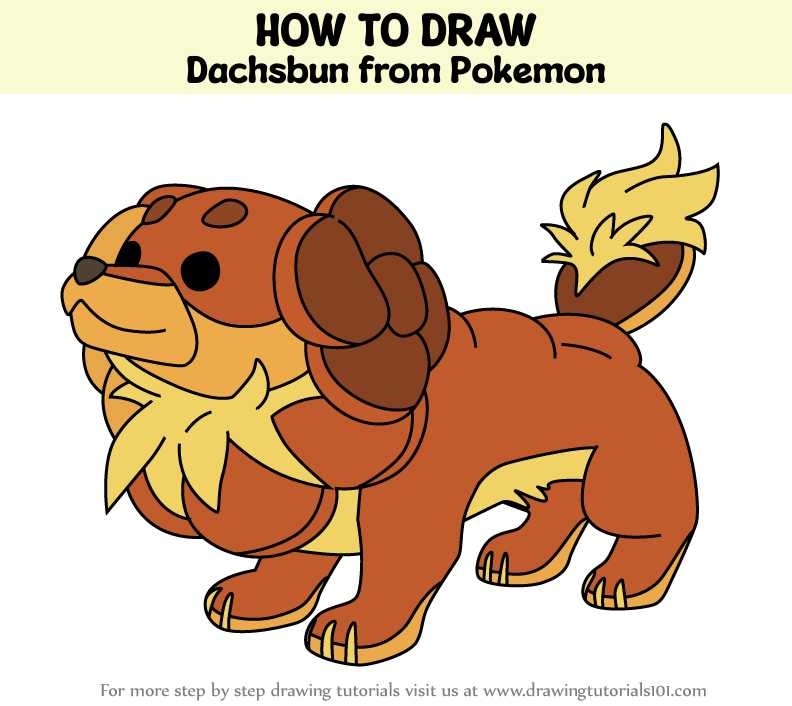 HOW TO DRAW
Dachsbun from Pokemon
For more step by step drawing tutorials visit us at www.drawingtutorials101.com